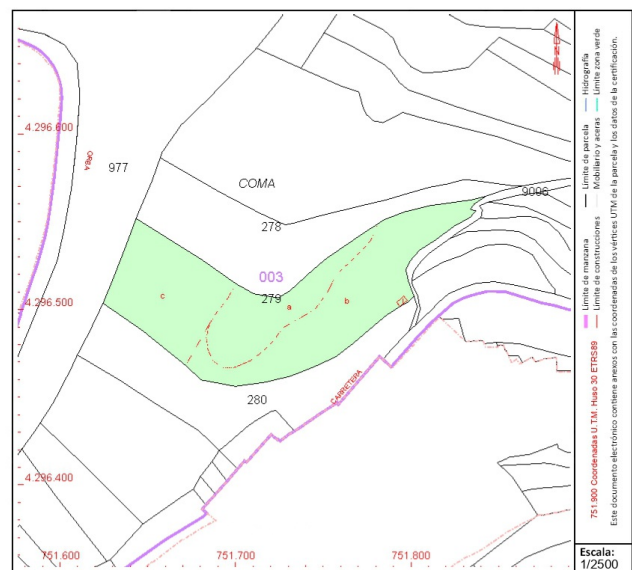 4.296.600
ORBA
977
COMA
9096
278
003
279
c
a
b
4.296.500
280
CARRETERA
4.296.400
751.600
751.700
751.800
Límite de manzana
Límite de parcela
Hidrografía
Límite de construcciones
Mobiliario y aceras
Límite zona verde
751.900 Coordenadas U.T.M. Huso 30 ETRS89
Este documento electrónico contiene anexos con las coordenadas de los vértices UTM de la parcela y los datos de la certificación.
Escala:
1/2500